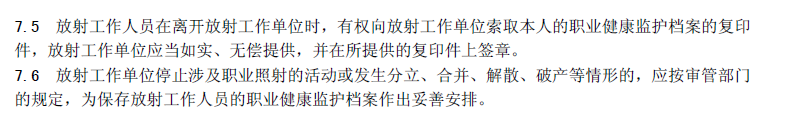 7.5 放射工作人员在离开放射工作单位时，有权向放射工作单位索取本人的职业健康监护档案的复印
件，放射工作单位应当如实、无偿提供，并在所提供的复印件上签章。
7.6 放射工作单位停止涉及职业照射的活动或发生分立、合并、解散、破产等情形的，应按审管部门
的规定，为保存放射工作人员的职业健康监护档案作出妥善安排。